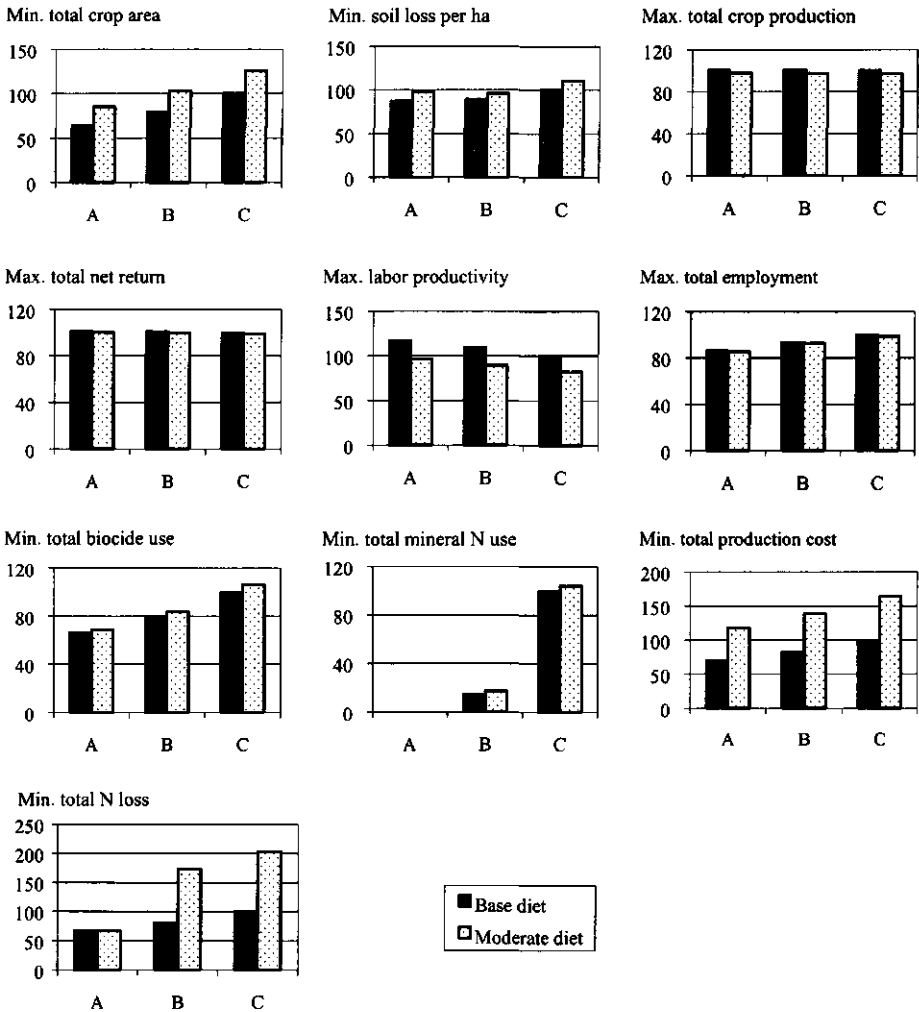 Min. total crop area
150
100
50
0
A B C
Min. soil loss per ha
150
100
50
0
A B C
Max. total crop production
120
80
40
0
A B C
Max. total net return
120
80
40
0
A B C
Max. labor productivity
150
100
50
0
A B C
Max. total employment
120
80
40
0
A B C
Min. total biocide use
120
80
40
0
A B C
Min. total mineral N use
120
80
40
0
A B C
Min. total production cost
200
150
100
50
0
A B C
Min. total N loss
250
200
150
100
50
0
A B C
Base diet
Moderate diet